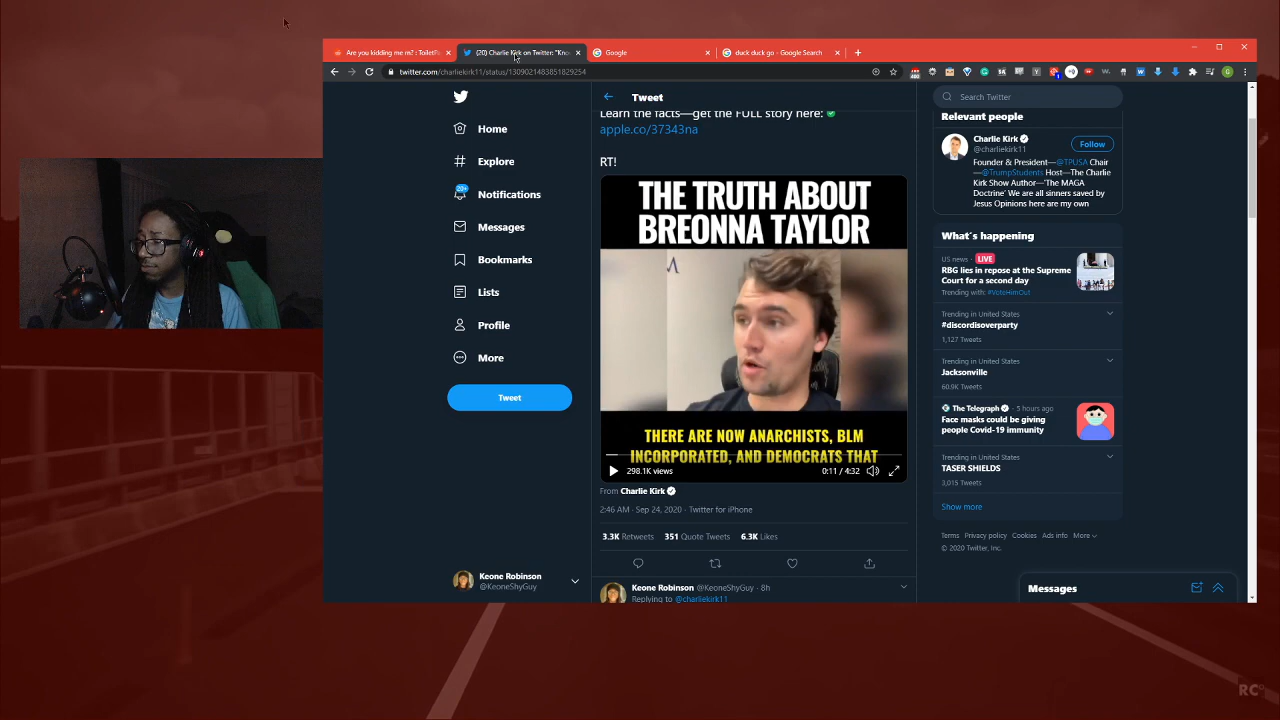 Are you kidding me m? : ToiletPa
(20) Charlie Kirk on Twitter: "Kno
Google
duck duck go - Google Search
twitter.com/charliekirk11/status/1309021483851829254
Home
Explore
20+
Notifications
Messages
Bookmarks
Lists
Profile
More
Tweet
Keone Robinson
@KeoneShyGuy
Tweet
Learn the facts—get the FULL story here:
apple.co/37343na
RT!
THE TRUTH ABOUT
BREONNA TAYLOR
THERE ARE NOW ANARCHISTS, BLM
INCORPORATED, AND DEMOCRATS THAT
298.1K views
0:11 / 4:32
From Charlie Kirk
2:46 AM · Sep 24, 2020 · Twitter for iPhone
3.3K Retweets 351 Quote Tweets 6.3K Likes
Keone Robinson @KeoneShyGuy · 8h
Replying to @charliekirk11
Search Twitter
Relevant people
Charlie Kirk
@charliekirk11
Follow
Founder & President—@TPUSA Chair
—@TrumpStudents Host—The Charlie
Kirk Show Author—'The MAGA
Doctrine' We are all sinners saved by
Jesus Opinions here are my own
What's happening
US news · LIVE
RBG lies in repose at the Supreme
Court for a second day
Trending with: #VoteHimOut
Trending in United States
#discordisoverparty
1,127 Tweets
Trending in United States
Jacksonville
60.9K Tweets
The Telegraph · 5 hours ago
Face masks could be giving
people Covid-19 immunity
Trending in United States
TASER SHIELDS
3,015 Tweets
Show more
Terms Privacy policy Cookies Ads info More
© 2020 Twitter, Inc.
Messages
RC